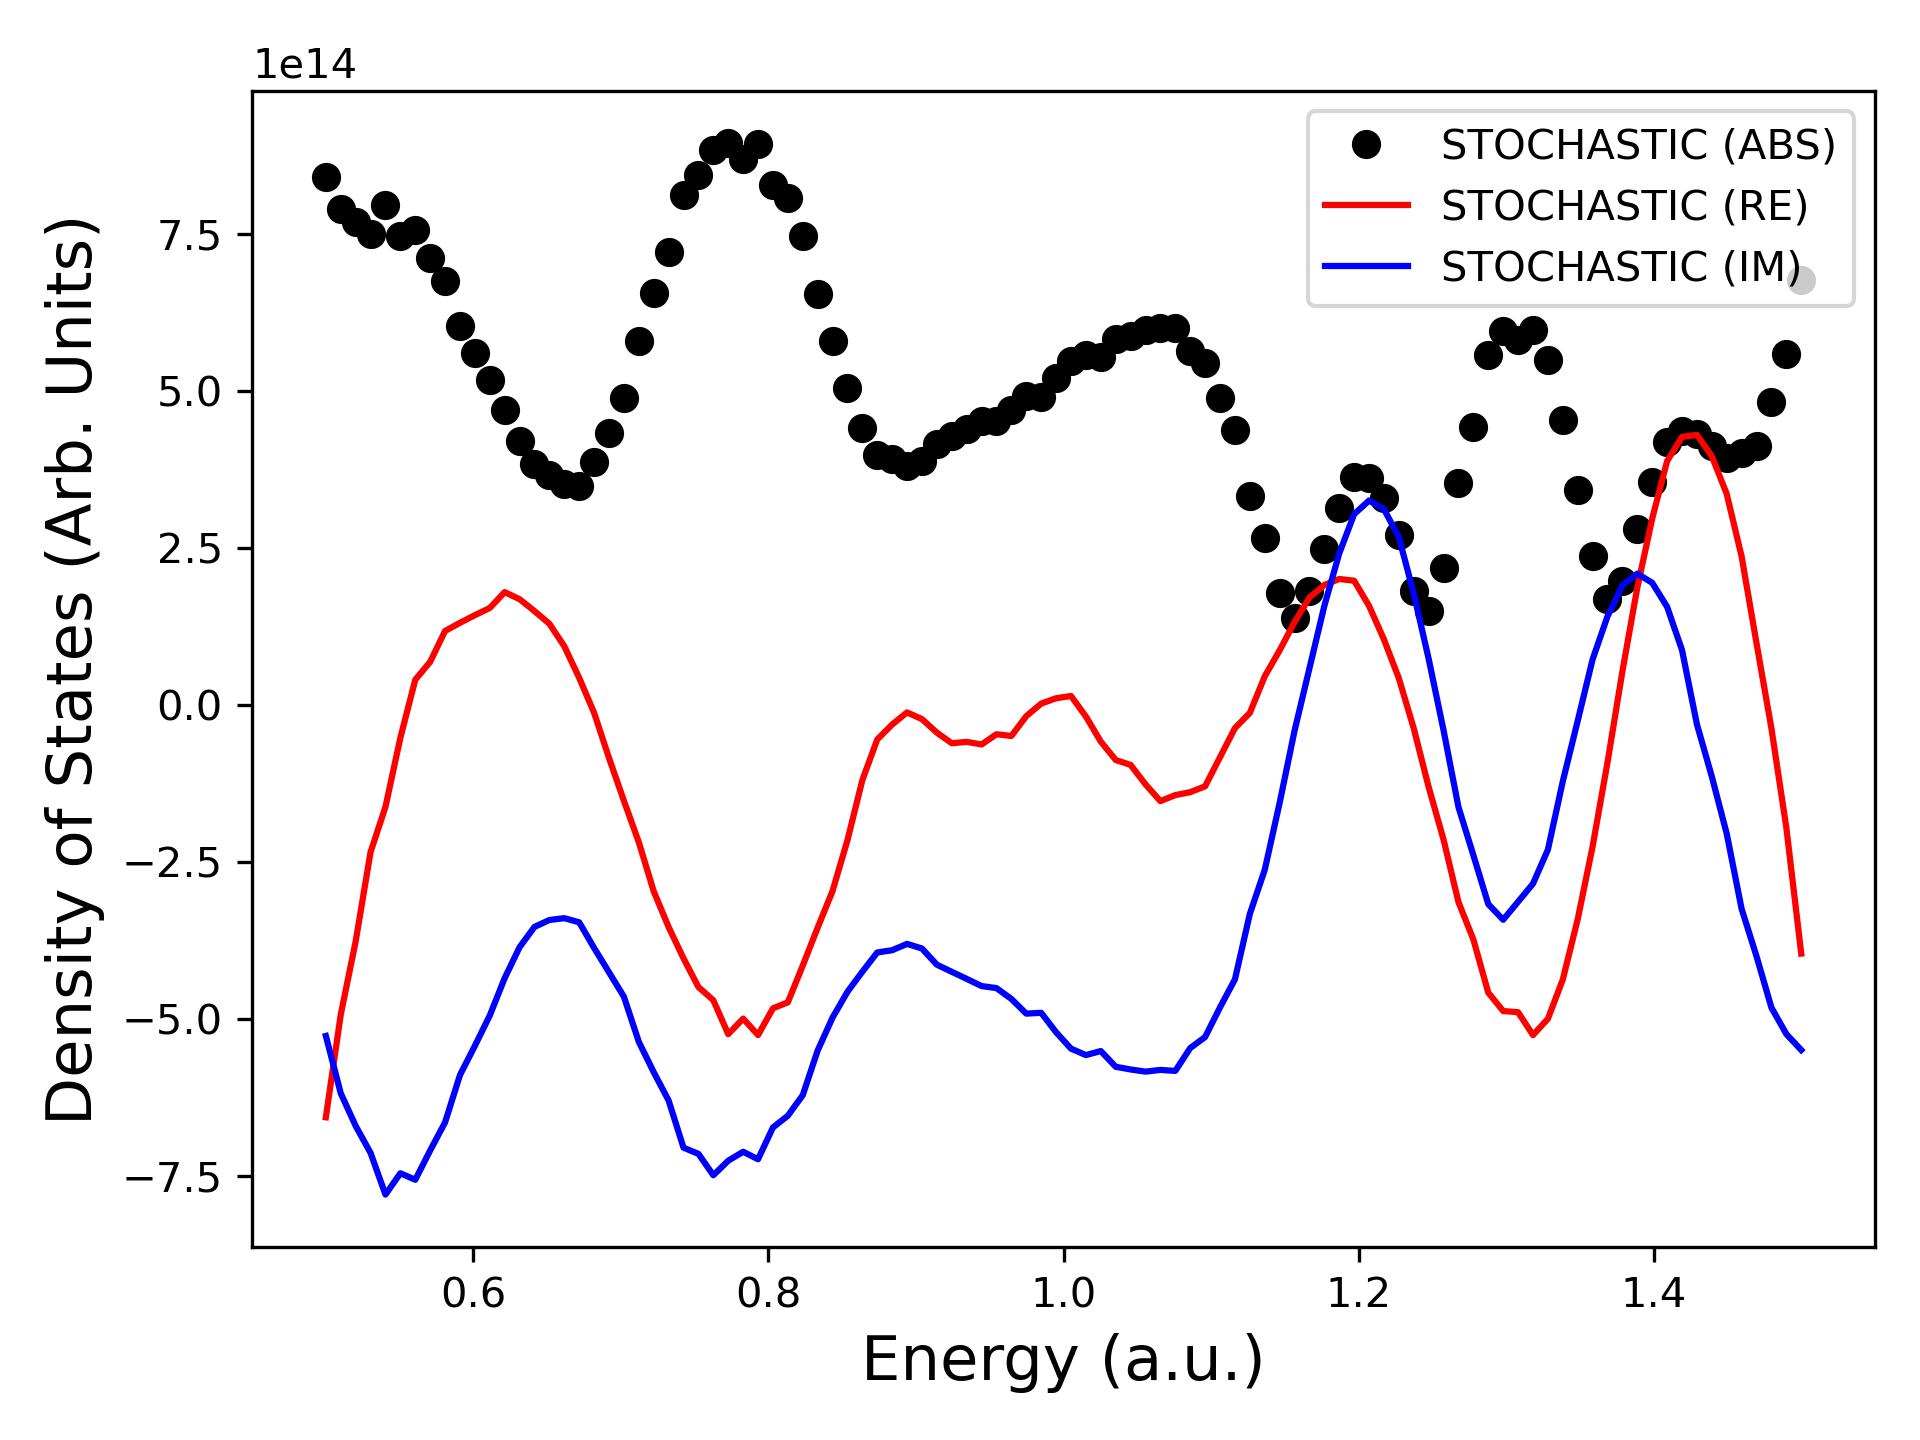 1e14
STOCHASTIC (ABS)
STOCHASTIC (RE)
STOCHASTIC (IM)
7.5
5.0
2.5
0.0
−2.5
−5.0
−7.5
Density of States (Arb. Units)
0.6 0.8 1.0 1.2 1.4
Energy (a.u.)